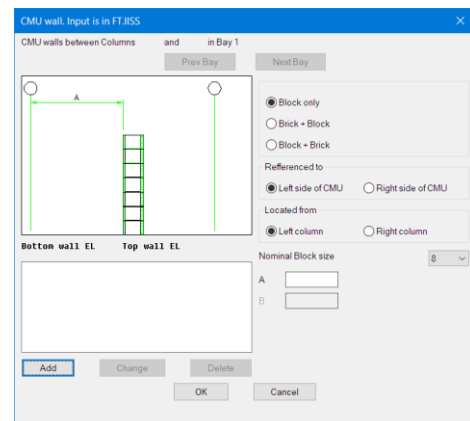 CMU wall. Input is in FT.IISS
CMU walls between Columns and in Bay 1
Prev Bay Next Bay
A
Block only
Brick + Block
Block + Brick
Refferenced to
Left side of CMU Right side of CMU
Located from
Left column Right column
Bottom wall EL Top wall EL
Nominal Block size 8
A
B
Add Change Delete
OK Cancel